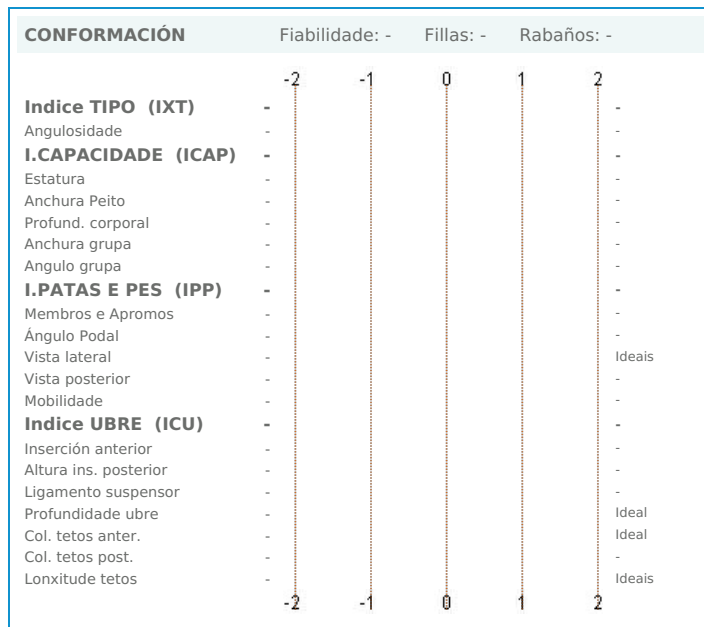 CONFORMACIÓN Fiabilidade: - Fillas: - Rabaños: -
-2 -1 0 1 2
Indice TIPO (IXT) - -
Angulosidade - -
I.CAPACIDADE (ICAP) - -
Estatura - -
Anchura Peito - -
Profund. corporal - -
Anchura grupa - -
Angulo grupa - -
I.PATAS E PES (IPP) - -
Membros e Apromos - -
Ángulo Podal - -
Vista lateral - Ideais
Vista posterior - -
Mobilidade - -
Indice UBRE (ICU) - -
Inserción anterior - -
Altura ins. posterior - -
Ligamento suspensor - -
Profundidade ubre - Ideal
Col. tetos anter. - Ideal
Col. tetos post. - -
Lonxitude tetos - Ideais
-2 -1 0 1 2